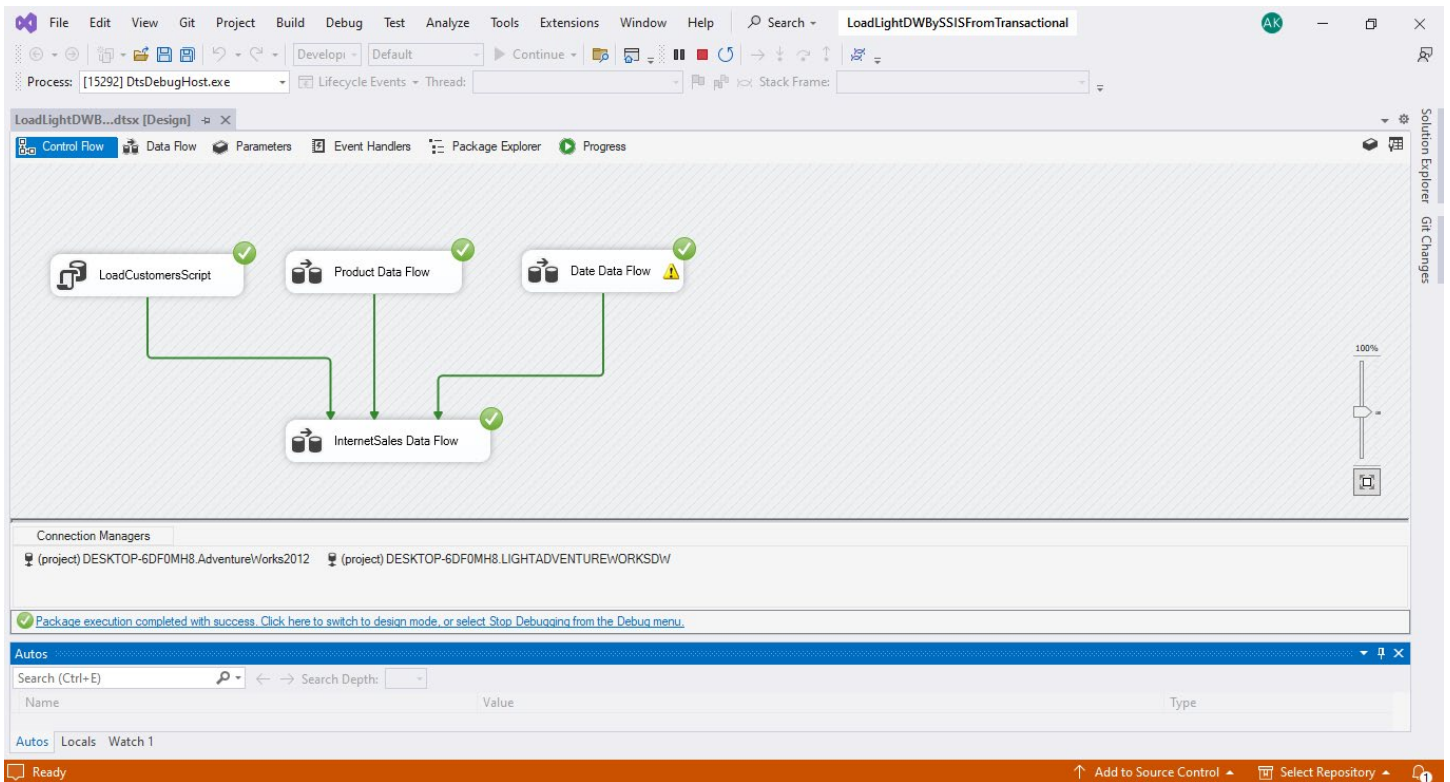 File Edit View Git Project Build Debug Test Analyze Tools Extensions Window Help Search LoadLightDWBySSISFromTransactional AK
Develop Default Continue
Process: [15292] DtsDebugHost.exe Lifecycle Events Thread: Stack Frame:
LoadLightDWB...dtsx [Design]
Control Flow Data Flow Parameters Event Handlers Package Explorer Progress
Solution Explorer
Git Changes
LoadCustomersScript
Product Data Flow
Date Data Flow
InternetSales Data Flow
100%
Connection Managers
(project) DESKTOP-6DF0MH8.AdventureWorks2012 (project) DESKTOP-6DF0MH8.LIGHTADVENTUREWORKSDW
Package execution completed with success. Click here to switch to design mode, or select Stop Debugging from the Debug menu.
Autos
Search (Ctrl+E) Search Depth:
Name Value Type
Autos Locals Watch 1
Ready Add to Source Control Select Repository 1